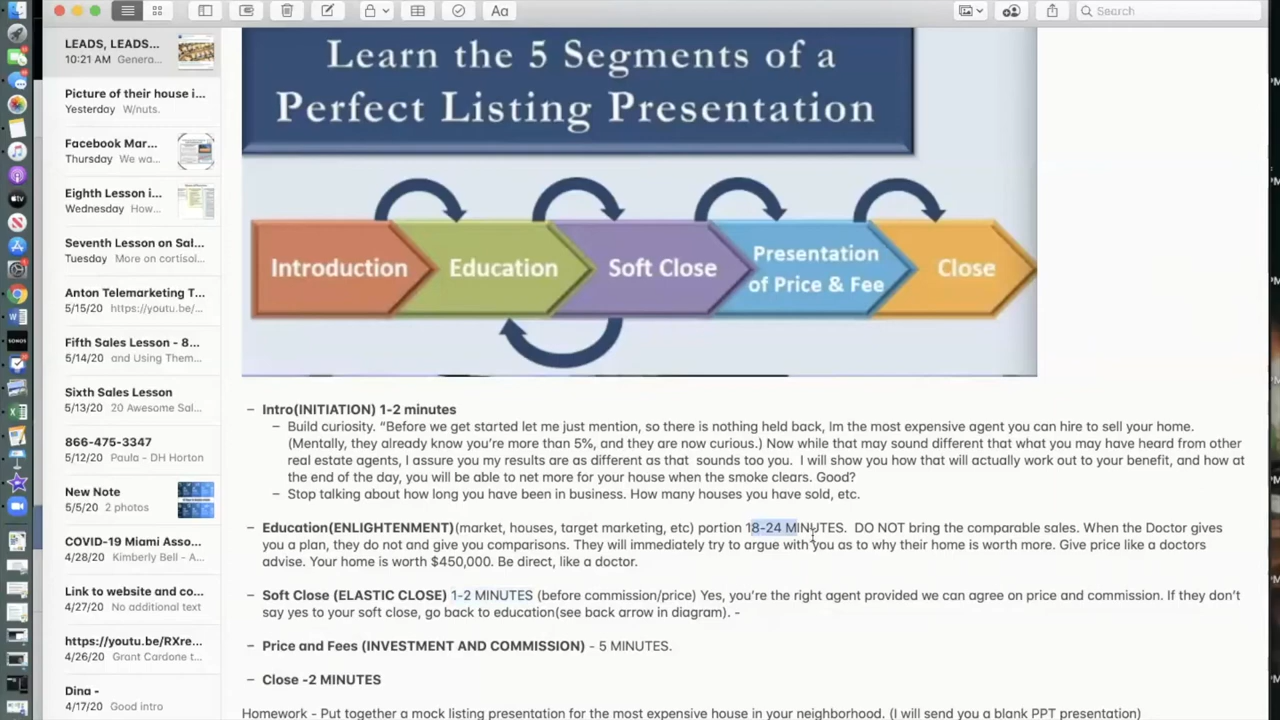 Aa
Search
LEADS, LEADS...
10:21 AM Genera...
Picture of their house i...
Yesterday W/nuts.
Facebook Mar...
Thursday We wa...
Eighth Lesson i...
Wednesday How...
Seventh Lesson on Sal...
Tuesday More on cortisol...
Anton Telemarketing T...
5/15/20 https://youtu.be/...
Fifth Sales Lesson - 8...
5/14/20 and Using Them...
Sixth Sales Lesson
5/13/20 20 Awesome Sal...
866-475-3347
5/12/20 Paula - DH Horton
New Note
5/5/20 2 photos
COVID-19 Miami Asso...
4/28/20 Kimberly Bell - A...
Link to website and co...
4/27/20 No additional text
https://youtu.be/RXre...
4/26/20 Grant Cardone t...
Dina -
4/17/20 Good intro
Learn the 5 Segments of a
Perfect Listing Presentation
Introduction
Education
Soft Close
Presentation
of Price & Fee
Close
– Intro(INITIATION) 1-2 minutes
– Build curiosity. “Before we get started let me just mention, so there is nothing held back, Im the most expensive agent you can hire to sell your home.
(Mentally, they already know you’re more than 5%, and they are now curious.) Now while that may sound different that what you may have heard from other
real estate agents, I assure you my results are as different as that sounds too you. I will show you how that will actually work out to your benefit, and how at
the end of the day, you will be able to net more for your house when the smoke clears. Good?
– Stop talking about how long you have been in business. How many houses you have sold, etc.
– Education(ENLIGHTENMENT)(market, houses, target marketing, etc) portion 18-24 MINUTES. DO NOT bring the comparable sales. When the Doctor gives
you a plan, they do not and give you comparisons. They will immediately try to argue with you as to why their home is worth more. Give price like a doctors
advise. Your home is worth $450,000. Be direct, like a doctor.
– Soft Close (ELASTIC CLOSE) 1-2 MINUTES (before commission/price) Yes, you’re the right agent provided we can agree on price and commission. If they don’t
say yes to your soft close, go back to education(see back arrow in diagram). -
– Price and Fees (INVESTMENT AND COMMISSION) - 5 MINUTES.
– Close -2 MINUTES
Homework - Put together a mock listing presentation for the most expensive house in your neighborhood. (I will send you a blank PPT presentation)